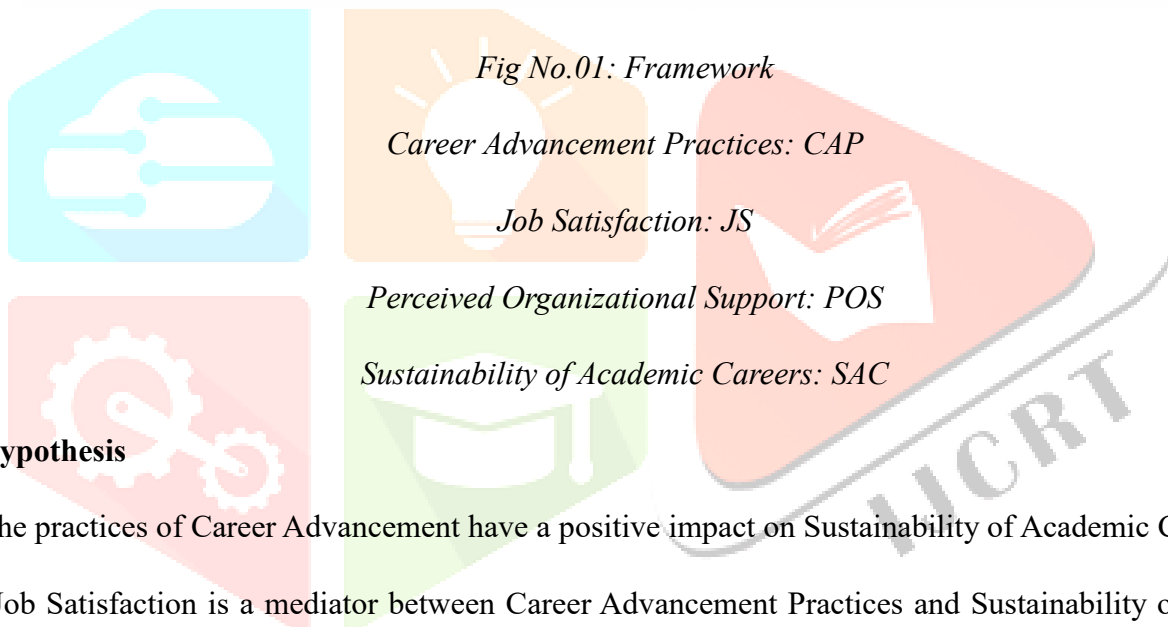 Fig No.01: Framework
Career Advancement Practices: CAP
Job Satisfaction: JS
Perceived Organizational Support: POS
Sustainability of Academic Careers: SAC
ypothesis
he practices of Career Advancement have a positive impact on Sustainability of Academic C
Job Satisfaction is a mediator between Career Advancement Practices and Sustainability o
IJCRT